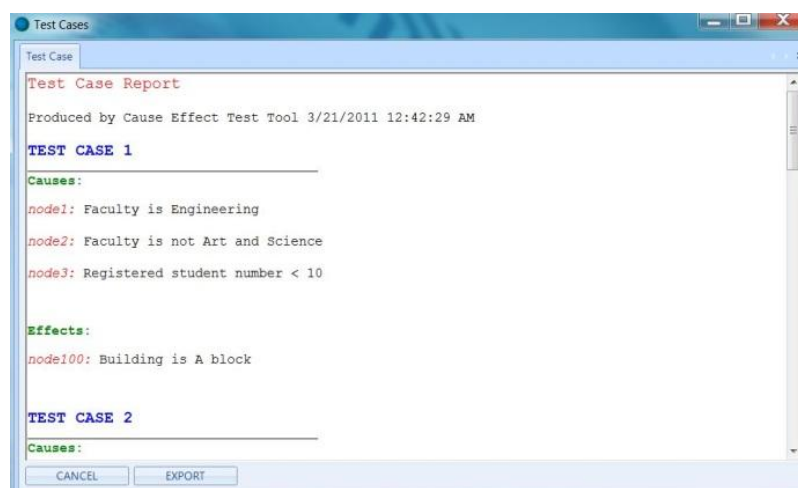 Test Cases
Test Case
Test Case Report
Produced by Cause Effect Test Tool 3/21/2011 12:42:29 AM
TEST CASE 1
Causes:
node1: Faculty is Engineering
node2: Faculty is not Art and Science
node3: Registered student number < 10
Effects:
node100: Building is A block
TEST CASE 2
Causes:
CANCEL EXPORT